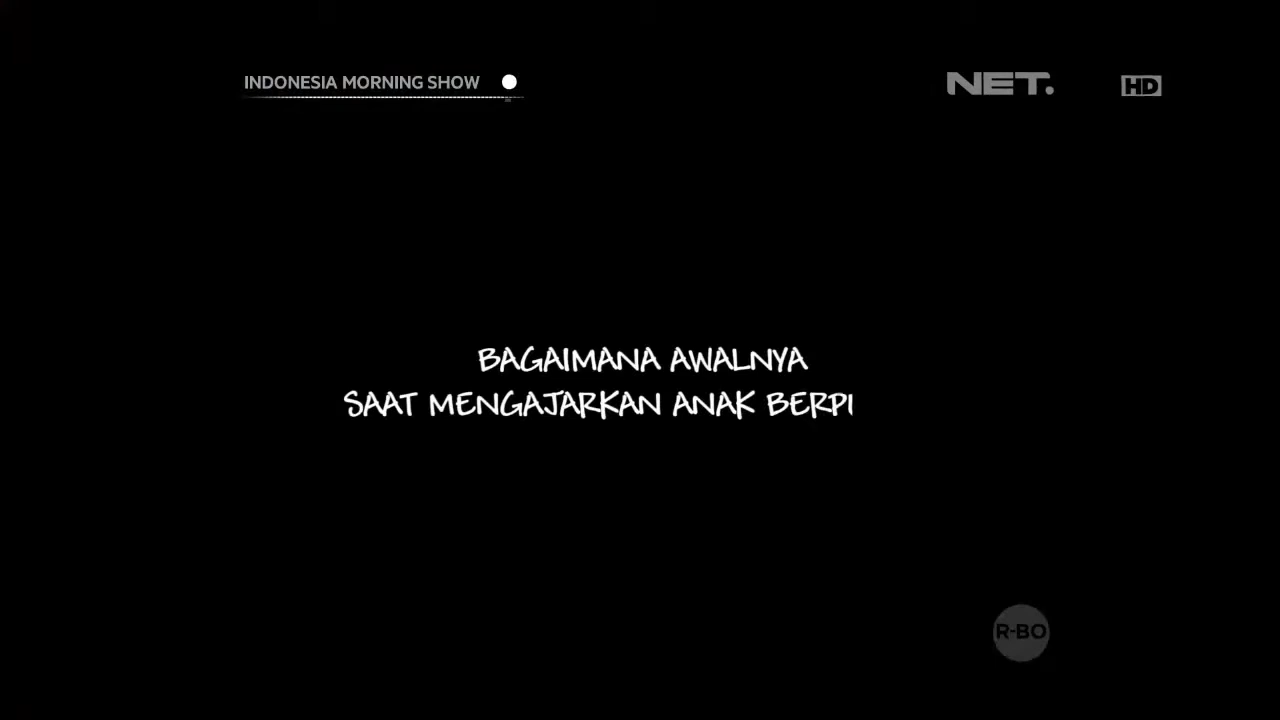 INDONESIA MORNING SHOW
NET.
HD
BAGAIMANA AWALNYA
SAAT MENGAJARKAN ANAK BERPI
R-BO